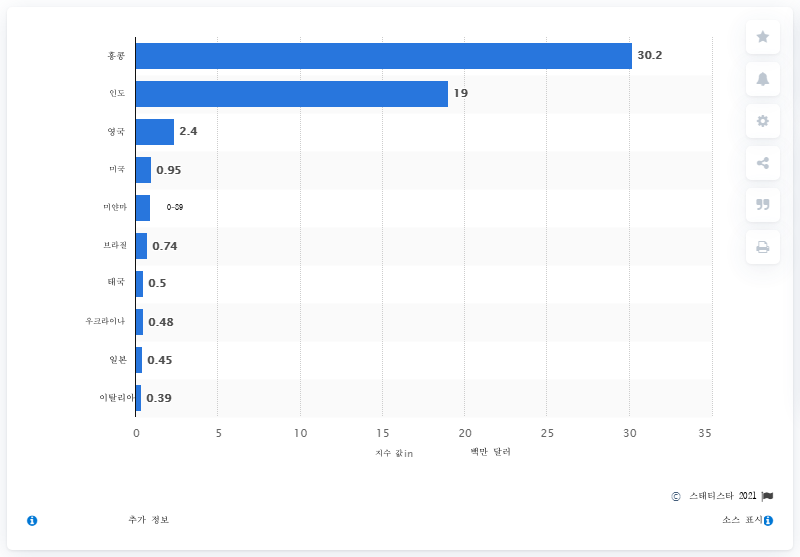 홍콩 30.2
인도 19
영국 2.4
미국 0.95
미얀마 0-89
브라질 0.74
태국 0.5
우크라이나 0.48
일본 0.45
이탈리아 0.39
0 5 10 15 20 25 30 35
지수 값 in 백만 달러
© 스태티스타 2021
추가 정보 소스 표시